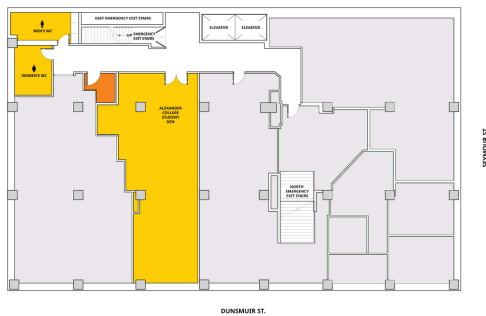 EAST EMERGENCY EXIT STAIRS
MEN'S WC
UP
EMERGENCY
EXIT STAIRS
ELEVATOR
ELEVATOR
WOMEN'S WC
ALEXANDER
COLLEGE
STUDENT
DEN
SEYMOUR ST.
NORTH
EMERGENCY
EXIT STAIRS
DUNSMUIR ST.